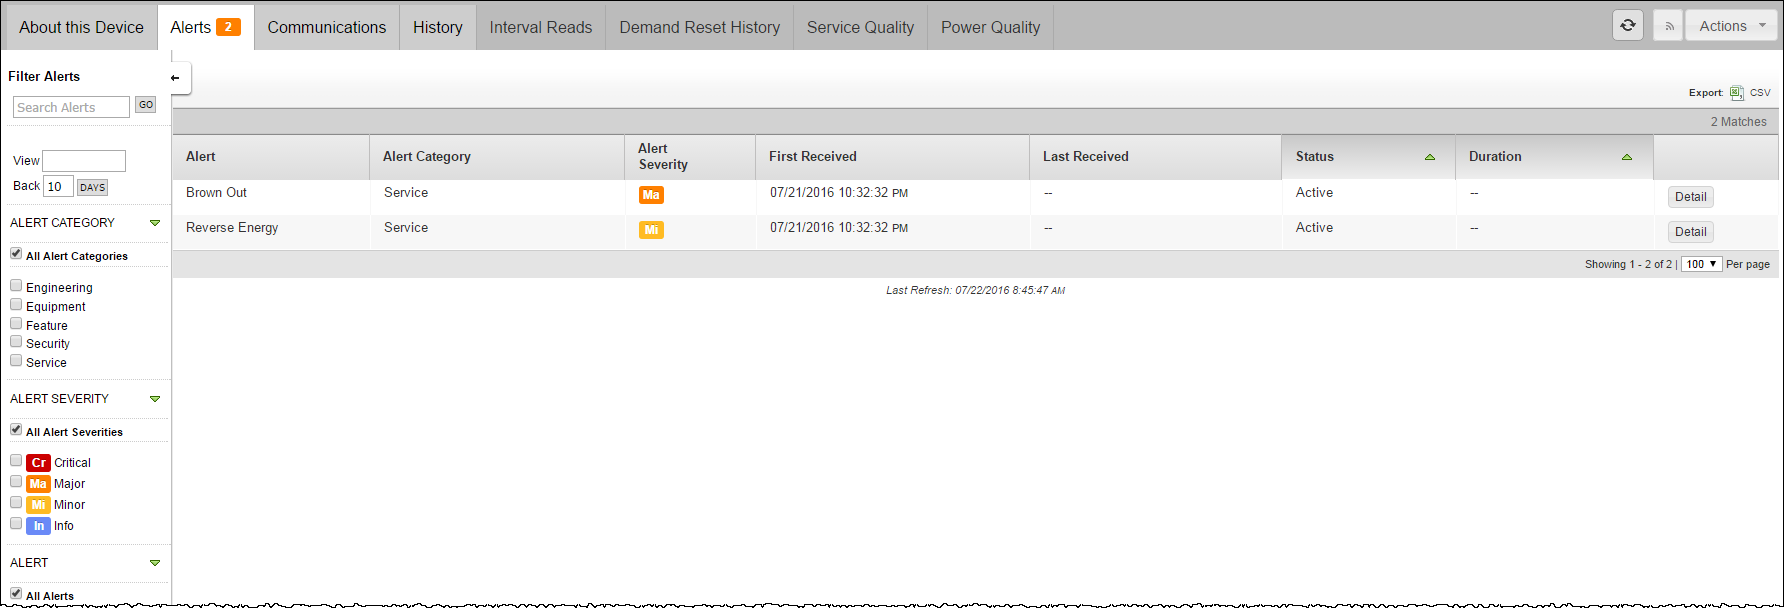 About this Device Alerts 2 Communications History Interval Reads Demand Reset History Service Quality Power Quality Actions
Filter Alerts
Search Alerts GO
Export: CSV
2 Matches
View
Back 10 DAYS
Alert Alert Category Alert Severity First Received Last Received Status Duration
Brown Out Service Ma 07/21/2016 10:32:32 PM -- Active -- Detail
Reverse Energy Service Mi 07/21/2016 10:32:32 PM -- Active -- Detail
Showing 1 - 2 of 2 | 100 Per page
Last Refresh: 07/22/2016 8:45:47 AM
ALERT CATEGORY
All Alert Categories
Engineering
Equipment
Feature
Security
Service
ALERT SEVERITY
All Alert Severities
Cr Critical
Ma Major
Mi Minor
In Info
ALERT
All Alerts